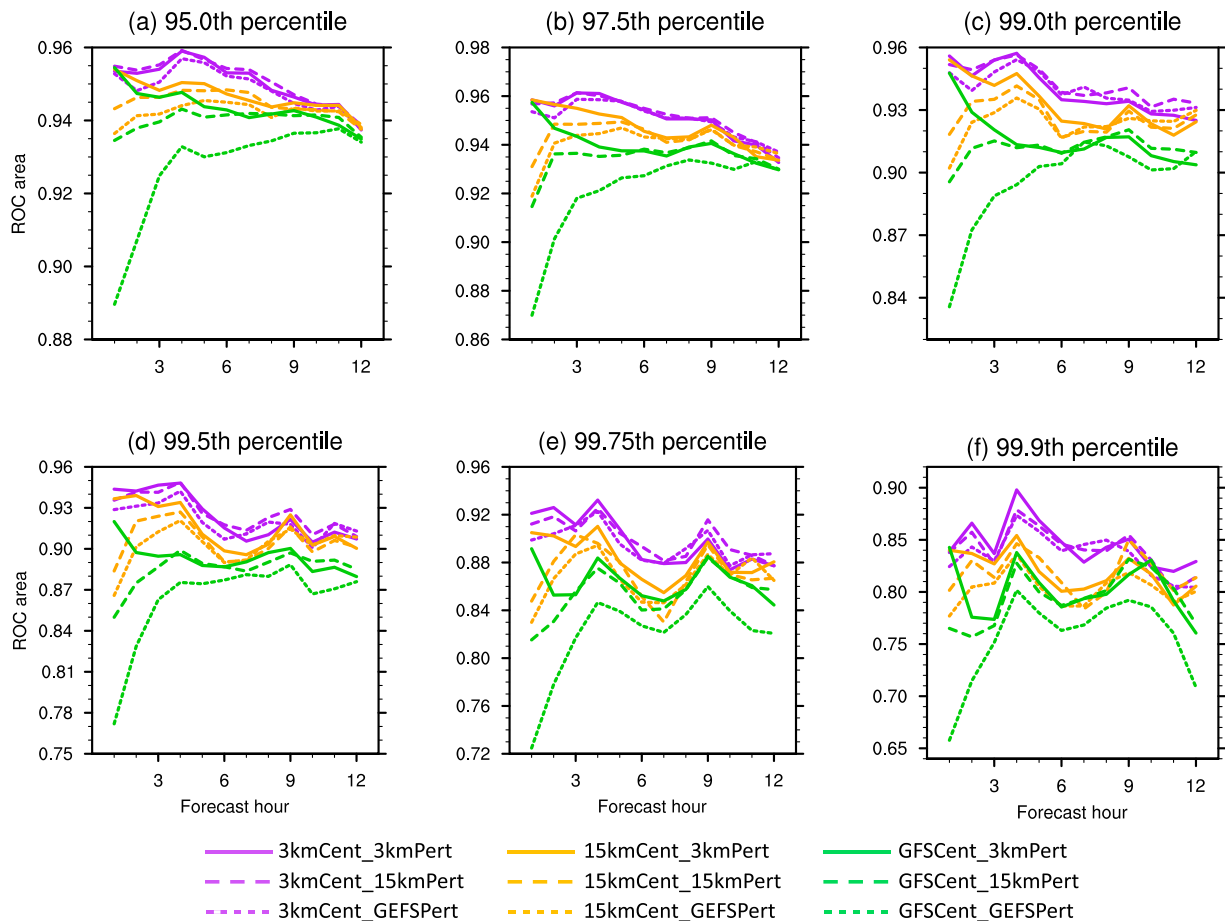 (a) 95.0th percentile
(b) 97.5th percentile
(c) 99.0th percentile
ROC area
0.96
0.94
0.92
0.90
0.88
3 6 9 12
0.98
0.96
0.94
0.92
0.90
0.88
0.86
3 6 9 12
0.96
0.93
0.90
0.87
0.84
3 6 9 12
(d) 99.5th percentile
(e) 99.75th percentile
(f) 99.9th percentile
ROC area
0.96
0.93
0.90
0.87
0.84
0.81
0.78
0.75
3 6 9 12
Forecast hour
0.96
0.92
0.88
0.84
0.80
0.76
0.72
3 6 9 12
Forecast hour
0.90
0.85
0.80
0.75
0.70
0.65
3 6 9 12
Forecast hour
3kmCent_3kmPert
15kmCent_3kmPert
GFSCent_3kmPert
3kmCent_15kmPert
15kmCent_15kmPert
GFSCent_15kmPert
3kmCent_GEFSPert
15kmCent_GEFSPert
GFSCent_GEFSPert